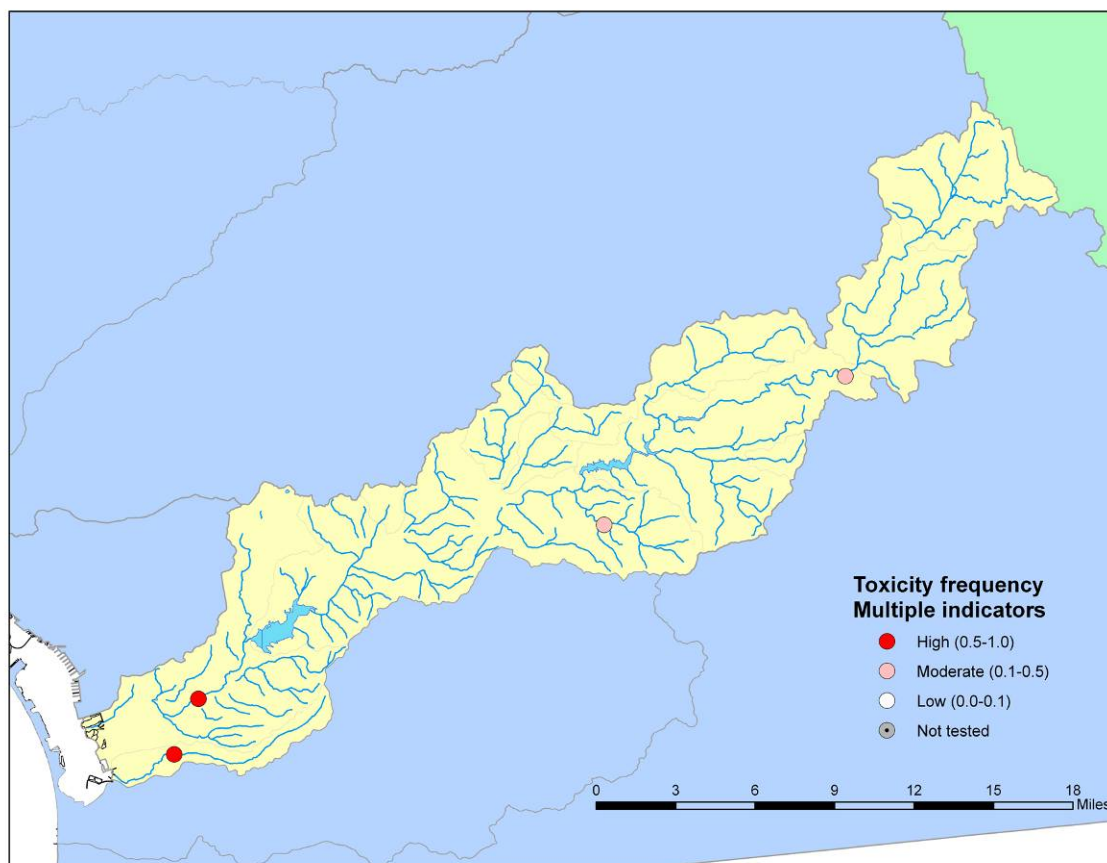 Toxicity frequency
Multiple indicators
High (0.5-1.0)
Moderate (0.1-0.5)
Low (0.0-0.1)
Not tested
0 3 6 9 12 15 18
Miles